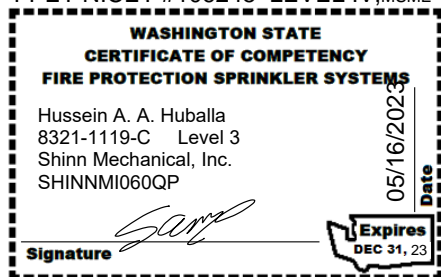 WASHINGTON STATE
CERTIFICATE OF COMPETENCY
FIRE PROTECTION SPRINKLER SYSTEMS
Hussein A. A. Huballa
8321-1119-C Level 3
Shinn Mechanical, Inc.
SHINNMI060QP
05/16/2023
Date
Signature
Expires
DEC 31, 23